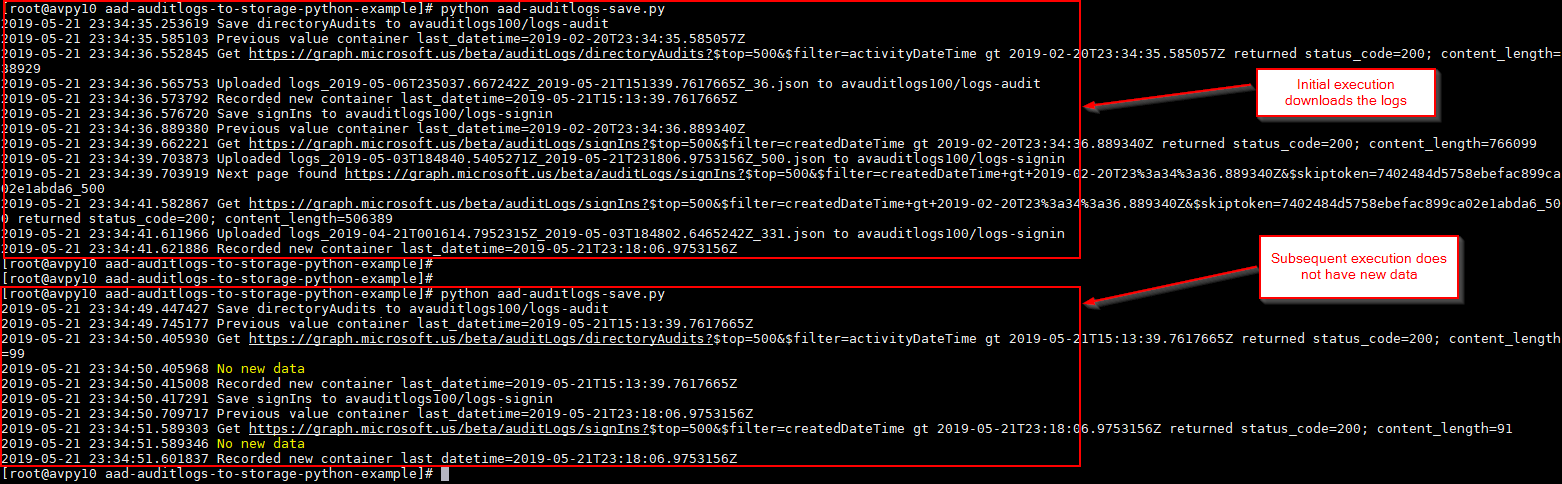 [root@avpy10 aad-auditlogs-to-storage-python-example]# python aad-auditlogs-save.py
2019-05-21 23:34:35.253619 Save directoryAudits to avauditlogs100/logs-audit
2019-05-21 23:34:35.585103 Previous value container last_datetime=2019-02-20T23:34:35.585057Z
2019-05-21 23:34:36.552845 Get https://graph.microsoft.us/beta/auditLogs/directoryAudits?$top=500&$filter=activityDateTime gt 2019-02-20T23:34:35.585057Z returned status_code=200; content_length=
38929
2019-05-21 23:34:36.565753 Uploaded logs_2019-05-06T235037.667242Z_2019-05-21T151339.7617665Z_36.json to avauditlogs100/logs-audit
2019-05-21 23:34:36.573792 Recorded new container last_datetime=2019-05-21T15:13:39.7617665Z
2019-05-21 23:34:36.576720 Save signIns to avauditlogs100/logs-signin
2019-05-21 23:34:36.889380 Previous value container last_datetime=2019-02-20T23:34:36.889340Z
2019-05-21 23:34:39.662221 Get https://graph.microsoft.us/beta/auditLogs/signIns?$top=500&$filter=createdDateTime gt 2019-02-20T23:34:36.889340Z returned status_code=200; content_length=766099
2019-05-21 23:34:39.703873 Uploaded logs_2019-05-03T184840.5405271Z_2019-05-21T231806.9753156Z_500.json to avauditlogs100/logs-signin
2019-05-21 23:34:39.703919 Next page found https://graph.microsoft.us/beta/auditLogs/signIns?$top=500&$filter=createdDateTime+gt+2019-02-20T23%3a34%3a36.889340Z&$skiptoken=7402484d5758ebefac899ca
02e1abda6_500
2019-05-21 23:34:41.582867 Get https://graph.microsoft.us/beta/auditLogs/signIns?$top=500&$filter=createdDateTime+gt+2019-02-20T23%3a34%3a36.889340Z&$skiptoken=7402484d5758ebefac899ca02e1abda6_50
0 returned status_code=200; content_length=506389
2019-05-21 23:34:41.611966 Uploaded logs_2019-04-21T001614.7952315Z_2019-05-03T184802.6465242Z_331.json to avauditlogs100/logs-signin
2019-05-21 23:34:41.621886 Recorded new container last_datetime=2019-05-21T23:18:06.9753156Z
[root@avpy10 aad-auditlogs-to-storage-python-example]#
[root@avpy10 aad-auditlogs-to-storage-python-example]#
[root@avpy10 aad-auditlogs-to-storage-python-example]# python aad-auditlogs-save.py
2019-05-21 23:34:49.447427 Save directoryAudits to avauditlogs100/logs-audit
2019-05-21 23:34:49.745177 Previous value container last_datetime=2019-05-21T15:13:39.7617665Z
2019-05-21 23:34:50.405930 Get https://graph.microsoft.us/beta/auditLogs/directoryAudits?$top=500&$filter=activityDateTime gt 2019-05-21T15:13:39.7617665Z returned status_code=200; content_length
=99
2019-05-21 23:34:50.405968 No new data
2019-05-21 23:34:50.415008 Recorded new container last_datetime=2019-05-21T15:13:39.7617665Z
2019-05-21 23:34:50.417291 Save signIns to avauditlogs100/logs-signin
2019-05-21 23:34:50.709717 Previous value container last_datetime=2019-05-21T23:18:06.9753156Z
2019-05-21 23:34:51.589303 Get https://graph.microsoft.us/beta/auditLogs/signIns?$top=500&$filter=createdDateTime gt 2019-05-21T23:18:06.9753156Z returned status_code=200; content_length=91
2019-05-21 23:34:51.589346 No new data
2019-05-21 23:34:51.601837 Recorded new container last_datetime=2019-05-21T23:18:06.9753156Z
[root@avpy10 aad-auditlogs-to-storage-python-example]#
Initial execution
downloads the logs
Subsequent execution does
not have new data